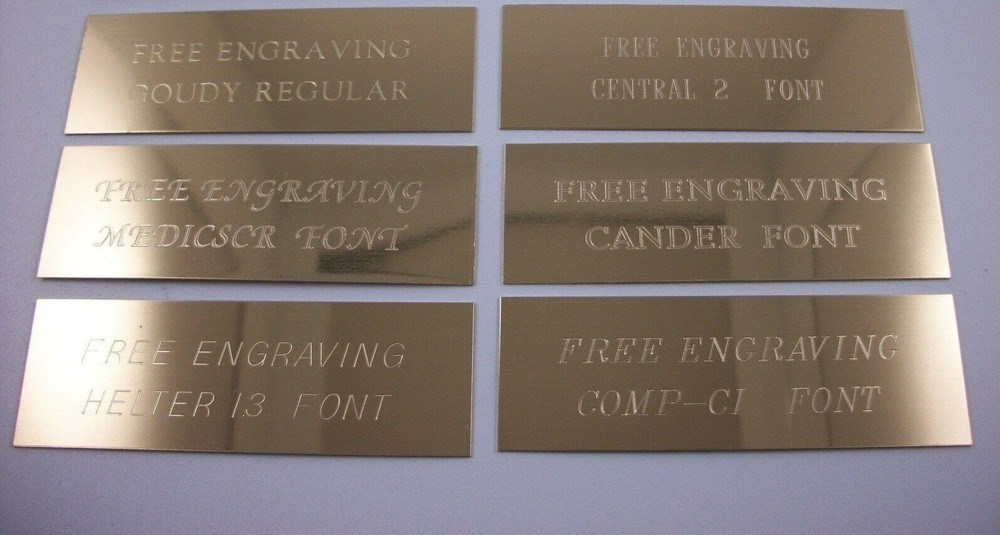 FREE ENGRAVING
GOUDY REGULAR
FREE ENGRAVING
CENTRAL 2 FONT
FREE ENGRAVING
MEDICSCR FONT
FREE ENGRAVING
CANDER FONT
FREE ENGRAVING
HELTER 13 FONT
FREE ENGRAVING
COMP-CI FONT